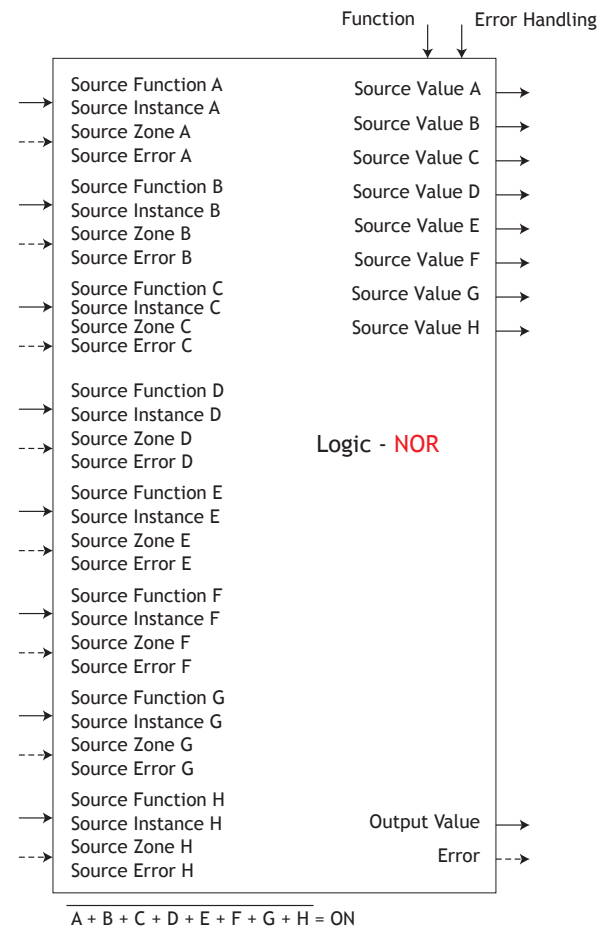 Function
Error Handling
Source Function A
Source Instance A
Source Zone A
Source Error A
Source Function B
Source Instance B
Source Zone B
Source Error B
Source Function C
Source Instance C
Source Zone C
Source Error C
Source Function D
Source Instance D
Source Zone D
Source Error D
Source Function E
Source Instance E
Source Zone E
Source Error E
Source Function F
Source Instance F
Source Zone F
Source Error F
Source Function G
Source Instance G
Source Zone G
Source Error G
Source Function H
Source Instance H
Source Zone H
Source Error H
Source Value A
Source Value B
Source Value C
Source Value D
Source Value E
Source Value F
Source Value G
Source Value H
Logic - NOR
Output Value
Error
A + B + C + D + E + F + G + H = ON